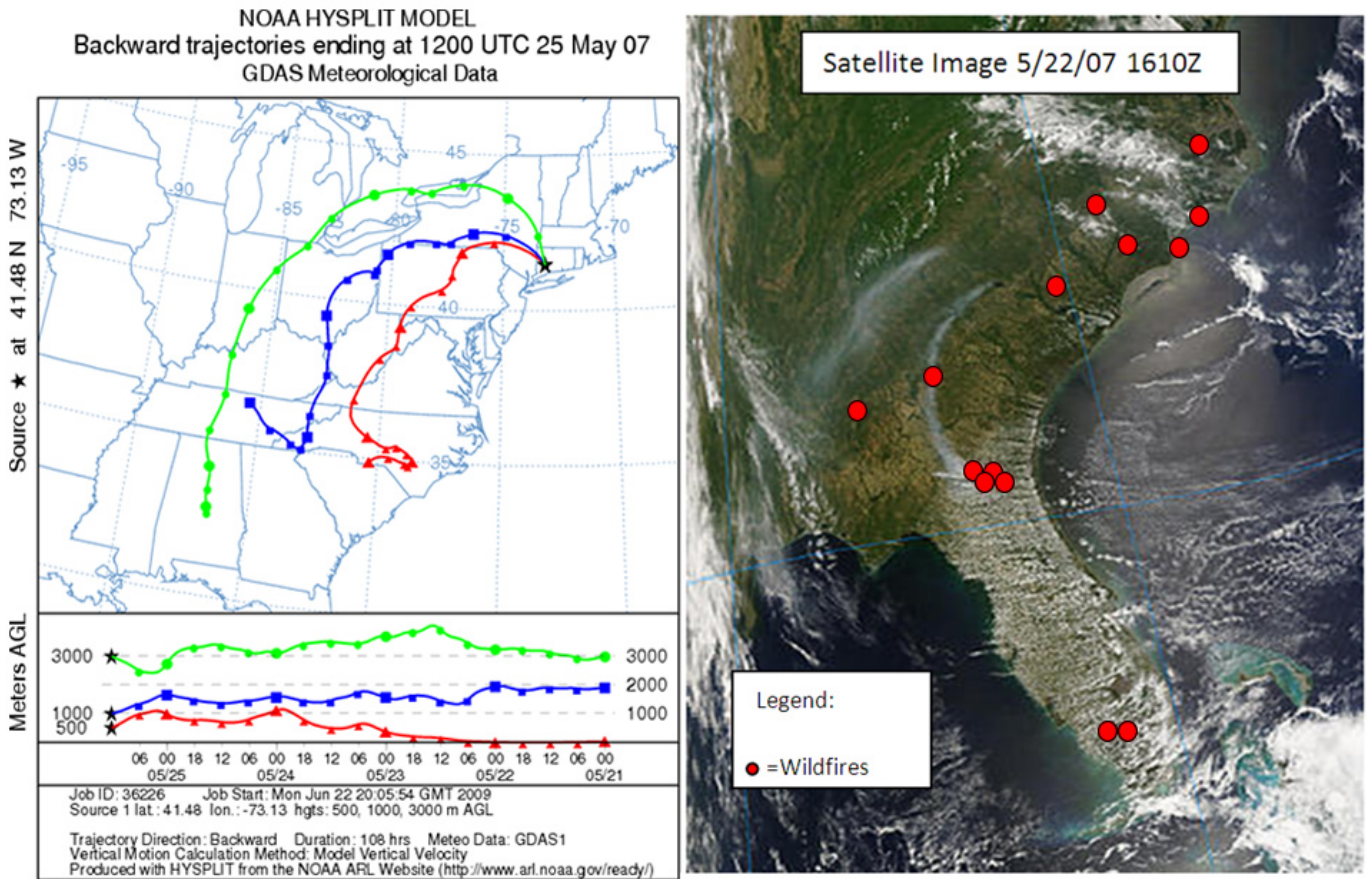 NOAA HYSPLIT MODEL
Backward trajectories ending at 1200 UTC 25 May 07
GDAS Meteorological Data
Source ★ at 41.48 N 73.13 W
-95
-90
-85
-80
-75
-70
45
40
35
Meters AGL
3000
1000
500
3000
2000
1000
06 00 18 12 06 00 18 12 06 00 18 12 06 00 18 12 06 00
05/25 05/24 05/23 05/22 05/21
Job ID: 36226 Job Start: Mon Jun 22 20:05:54 GMT 2009
Source 1 lat.: 41.48 lon.: -73.13 hgts: 500, 1000, 3000 m AGL
Trajectory Direction: Backward Duration: 108 hrs Meteo Data: GDAS1
Vertical Motion Calculation Method: Model Vertical Velocity
Produced with HYSPLIT from the NOAA ARL Website (http://www.arl.noaa.gov/ready/)
Satellite Image 5/22/07 1610Z
Legend:
=Wildfires